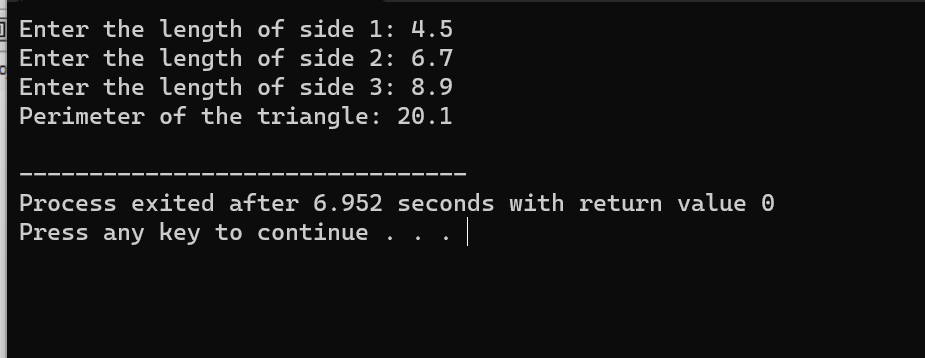 Enter the length of side 1: 4.5
Enter the length of side 2: 6.7
Enter the length of side 3: 8.9
Perimeter of the triangle: 20.1
--------------------------------
Process exited after 6.952 seconds with return value 0
Press any key to continue . . .